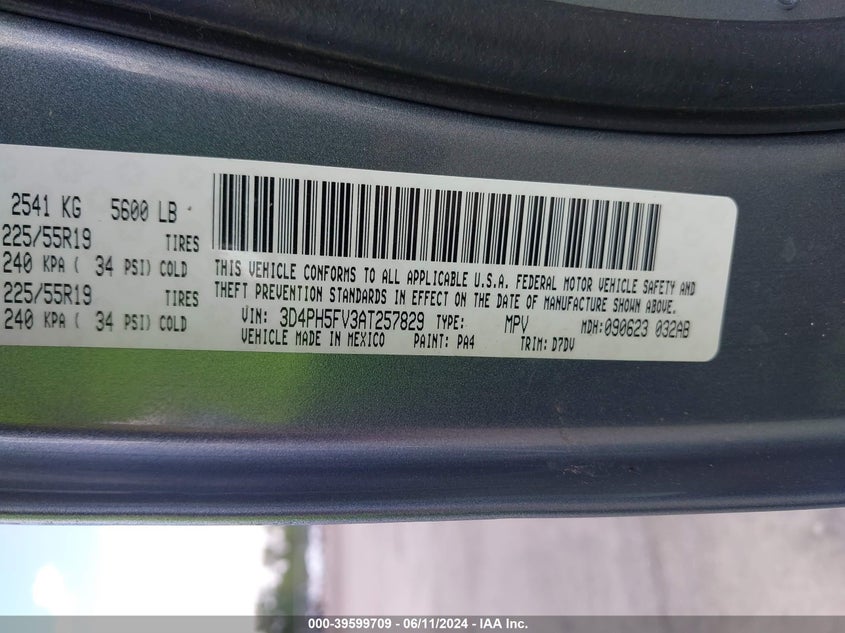 2541 KG 5600 LB
225/55R19 TIRES
240 KPA ( 34 PSI) COLD
225/55R19 TIRES
240 KPA ( 34 PSI) COLD
THIS VEHICLE CONFORMS TO ALL APPLICABLE U.S.A. FEDERAL MOTOR VEHICLE SAFETY AND
THEFT PREVENTION STANDARDS IN EFFECT ON THE DATE OF MANUFACTURE SHOWN ABOVE.
VIN: 3D4PH5FV3AT257829 TYPE: MPV MDH:090623 032AB
VEHICLE MADE IN MEXICO PAINT: PA4 TRIM: D7DV
000-39599709 - 06/11/2024 - IAA Inc.